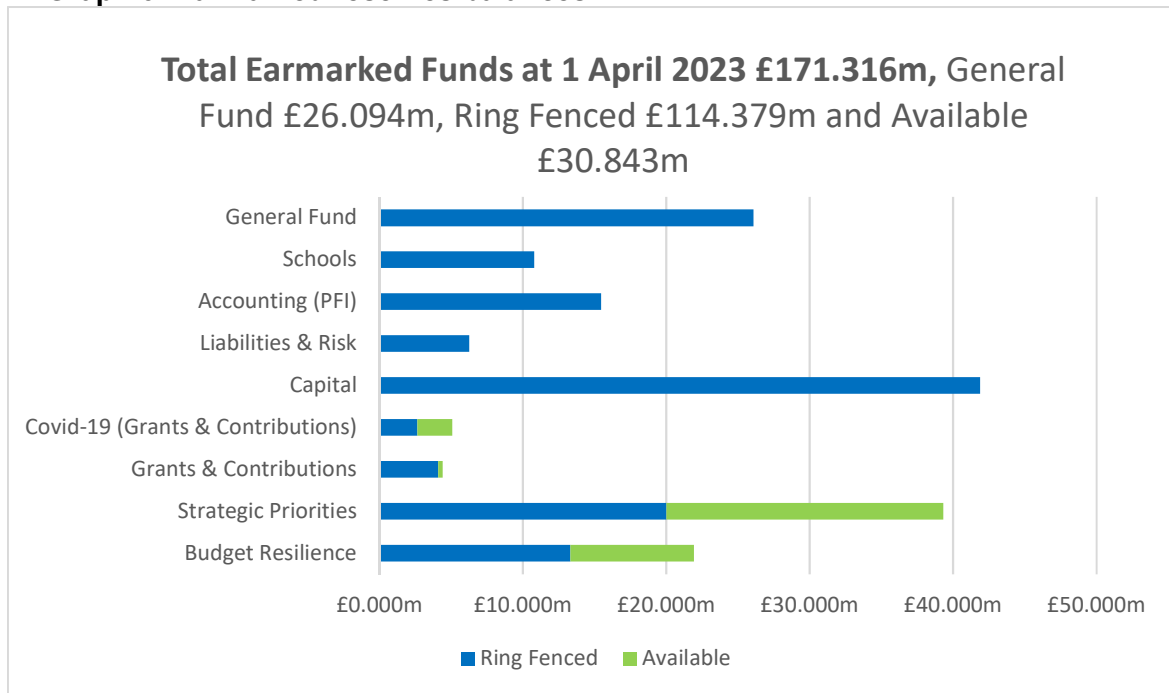 Total Earmarked Funds at 1 April 2023 £171.316m, General
Fund £26.094m, Ring Fenced £114.379m and Available
£30.843m
General Fund
Schools
Accounting (PFI)
Liabilities & Risk
Capital
Covid-19 (Grants & Contributions)
Grants & Contributions
Strategic Priorities
Budget Resilience
£0.000m £10.000m £20.000m £30.000m £40.000m £50.000m
Ring Fenced Available